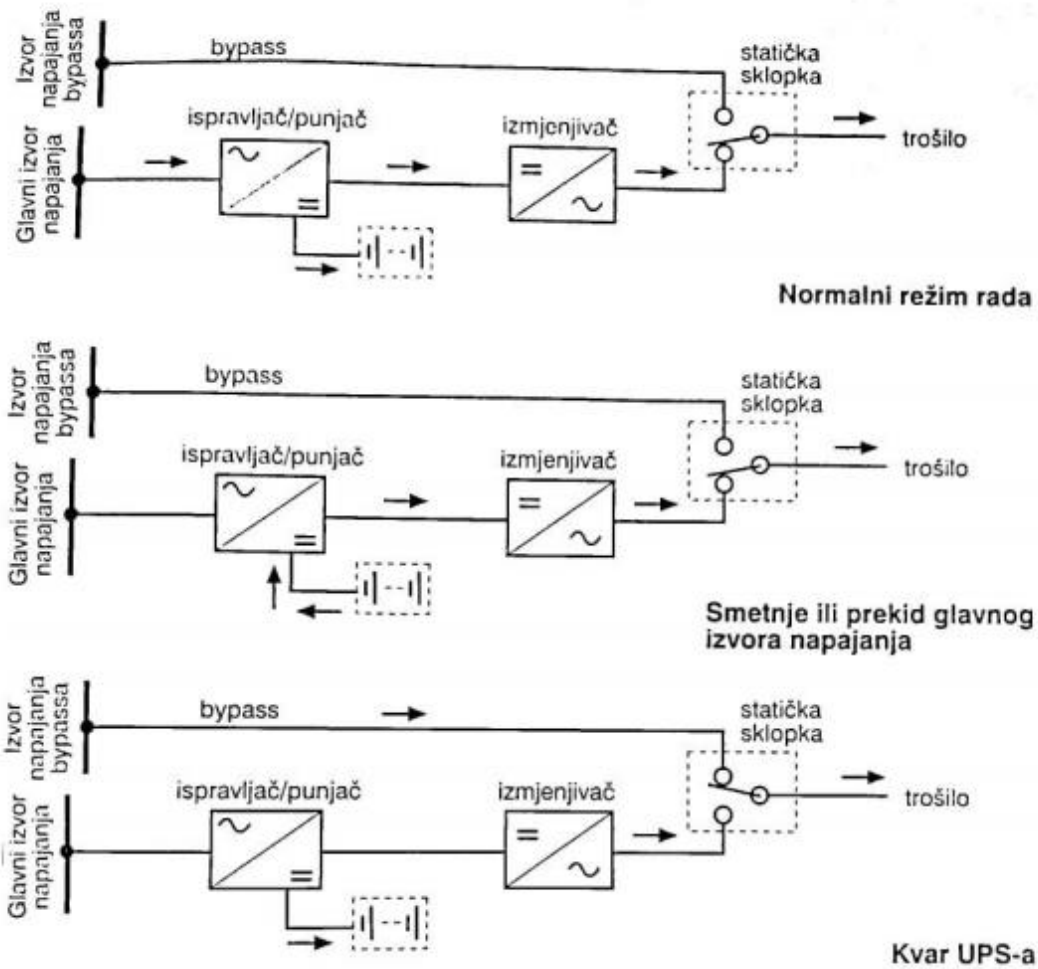 Izvor
napajanja
bypassa
bypass
statička
sklopka
Glavni izvor
napajanja
ispravljač/punjač
izmjenjivač
trošilo
Normalni režim rada
Izvor
napajanja
bypassa
bypass
statička
sklopka
Glavni izvor
napajanja
ispravljač/punjač
izmjenjivač
trošilo
Smetnje ili prekid glavnog
izvora napajanja
Izvor
napajanja
bypassa
bypass
statička
sklopka
Glavni izvor
napajanja
ispravljač/punjač
izmjenjivač
trošilo
Kvar UPS-a